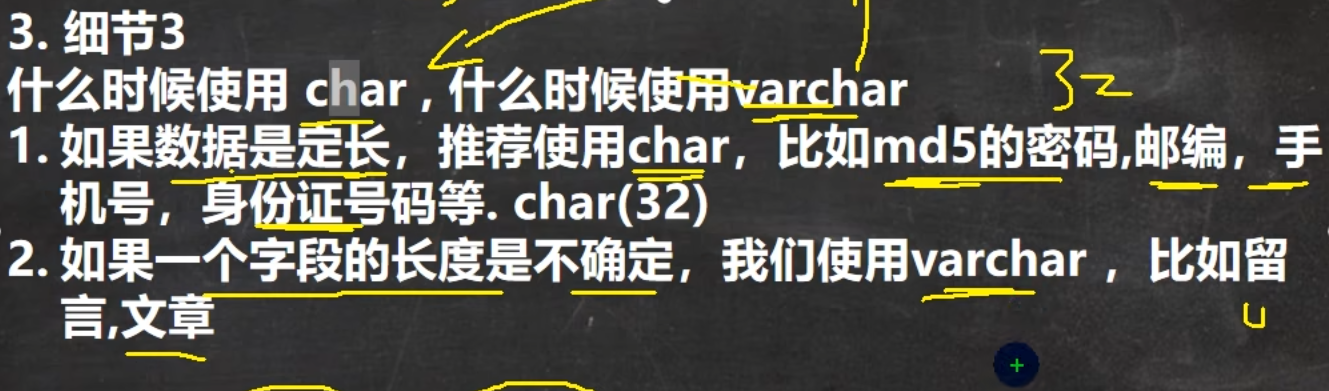 3. 细节3
什么时候使用 char , 什么时候使用varchar
32
1. 如果数据是定长，推荐使用char，比如md5的密码,邮编，手
机号，身份证号码等. char(32)
2. 如果一个字段的长度是不确定，我们使用varchar ，比如留
言,文章